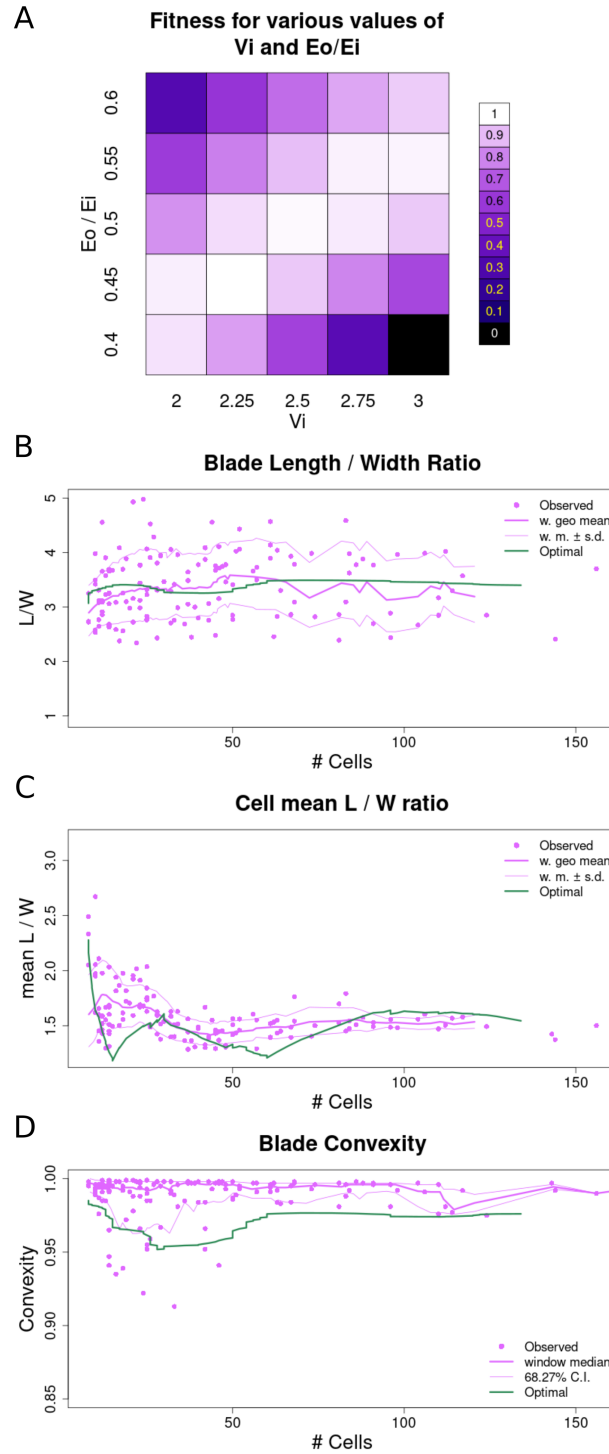 A
Fitness for various values of
Vi and Eo/Ei
Eo / Ei
0.6
0.55
0.5
0.45
0.4
2 2.25 2.5 2.75 3
Vi
1
0.9
0.8
0.7
0.6
0.5
0.4
0.3
0.2
0.1
0
B
Blade Length / Width Ratio
L/W
5
4
3
2
1
Observed
w. geo mean
w. m. ± s.d.
Optimal
50 100 150
# Cells
C
Cell mean L / W ratio
mean L / W
3.0
2.5
2.0
1.5
Observed
w. geo mean
w. m. ± s.d.
Optimal
50 100 150
# Cells
D
Blade Convexity
Convexity
1.00
0.95
0.90
0.85
Observed
window median
68.27% C.I.
Optimal
50 100 150
# Cells